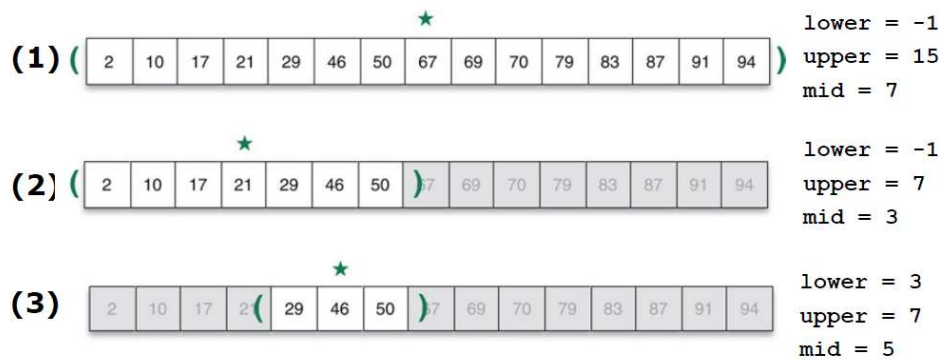 lower = -1
(1) ( 2 10 17 21 29 46 50 67 69 70 79 83 87 91 94 ) upper = 15
mid = 7
lower = -1
(2) ( 2 10 17 21 29 46 50 ) 67 69 70 79 83 87 91 94 upper = 7
mid = 3
lower = 3
(3) 2 10 17 21 ( 29 46 50 ) 67 69 70 79 83 87 91 94 upper = 7
mid = 5